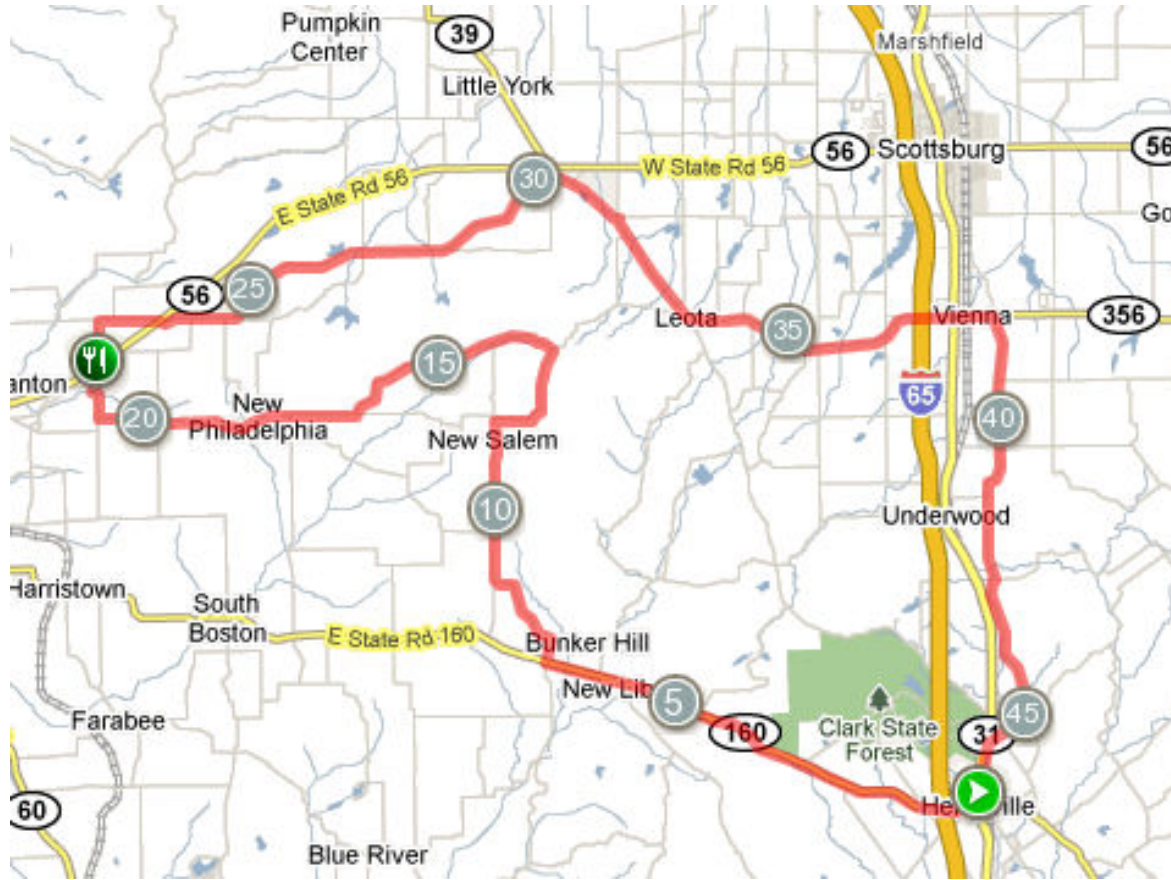 Pumpkin
Center
39
Marshfield
Little York
56
Scottsburg
56
W State Rd 56
30
E State Rd 56
25
56
Leota
35
Vienna
356
15
anton
65
20
New
Philadelphia
40
New Salem
10
Underwood
Harristown
South
Boston
E State Rd 160
Bunker Hill
New Lib
5
45
Farabee
160
Clark State
Forest
31
60
Blue River